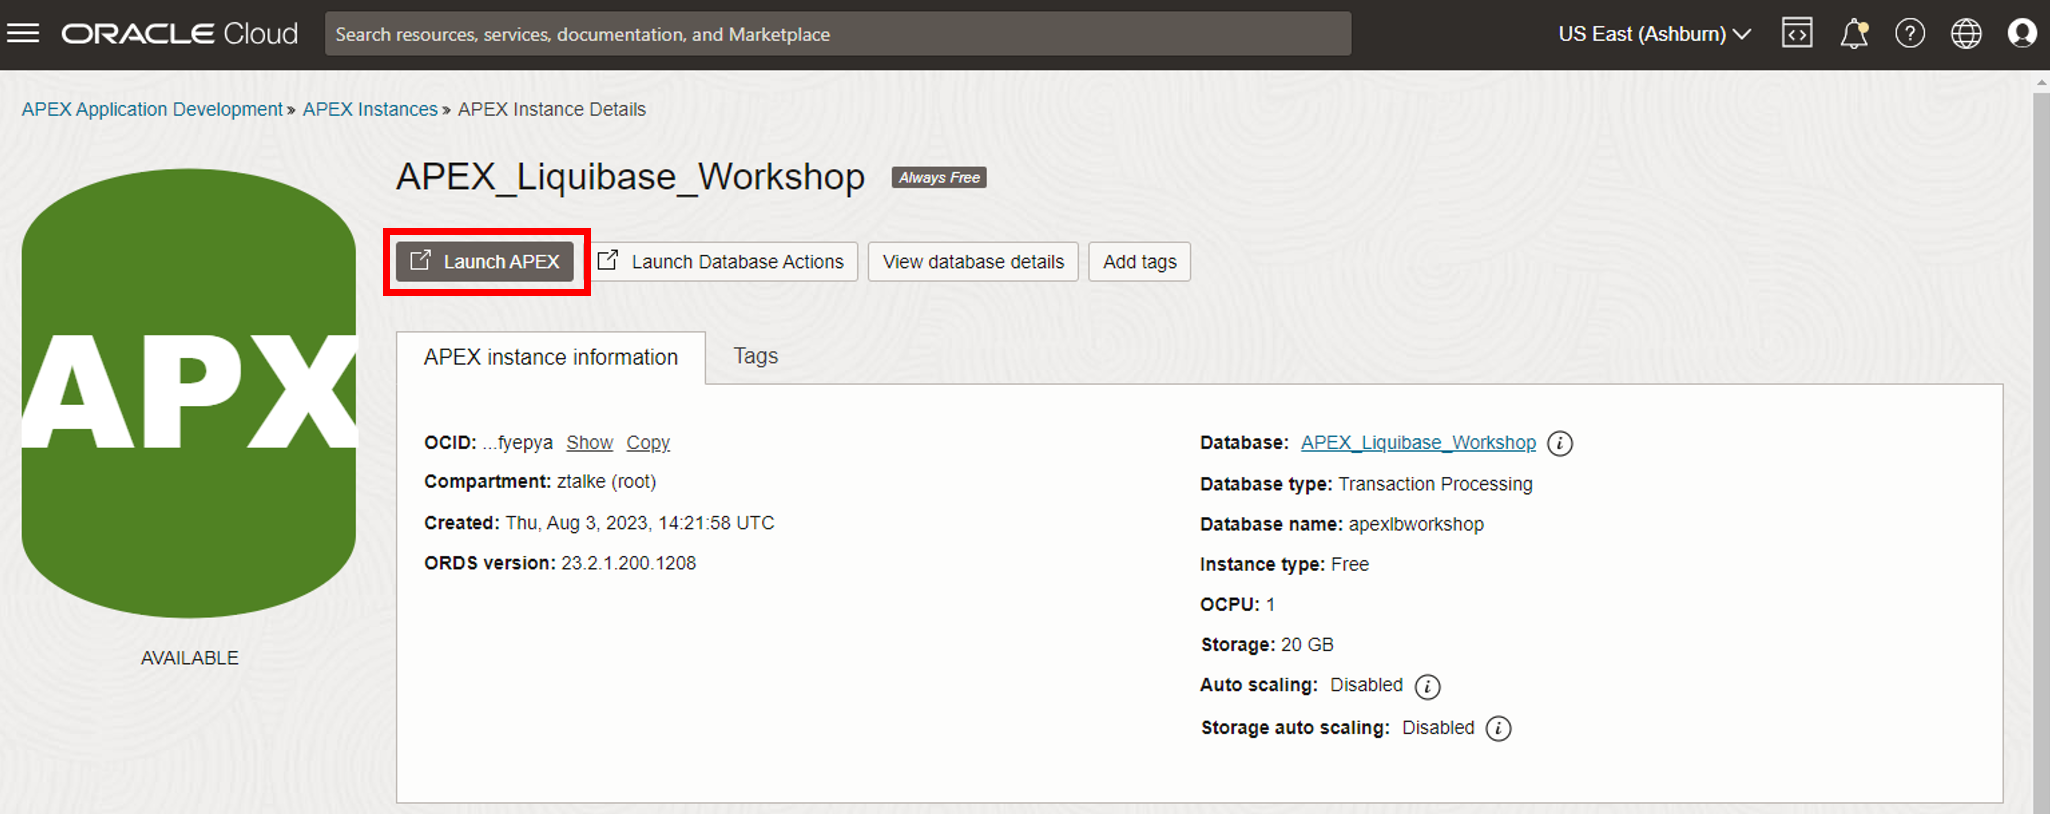 ORACLE Cloud
Search resources, services, documentation, and Marketplace
US East (Ashburn)
APEX Application Development » APEX Instances » APEX Instance Details
APEX_Liquibase_Workshop Always Free
Launch APEX Launch Database Actions View database details Add tags
APX
AVAILABLE
APEX instance information Tags
OCID: ...fyepya Show Copy
Compartment: ztalke (root)
Created: Thu, Aug 3, 2023, 14:21:58 UTC
ORDS version: 23.2.1.200.1208
Database: APEX_Liquibase_Workshop
Database type: Transaction Processing
Database name: apexlbworkshop
Instance type: Free
OCPU: 1
Storage: 20 GB
Auto scaling: Disabled
Storage auto scaling: Disabled